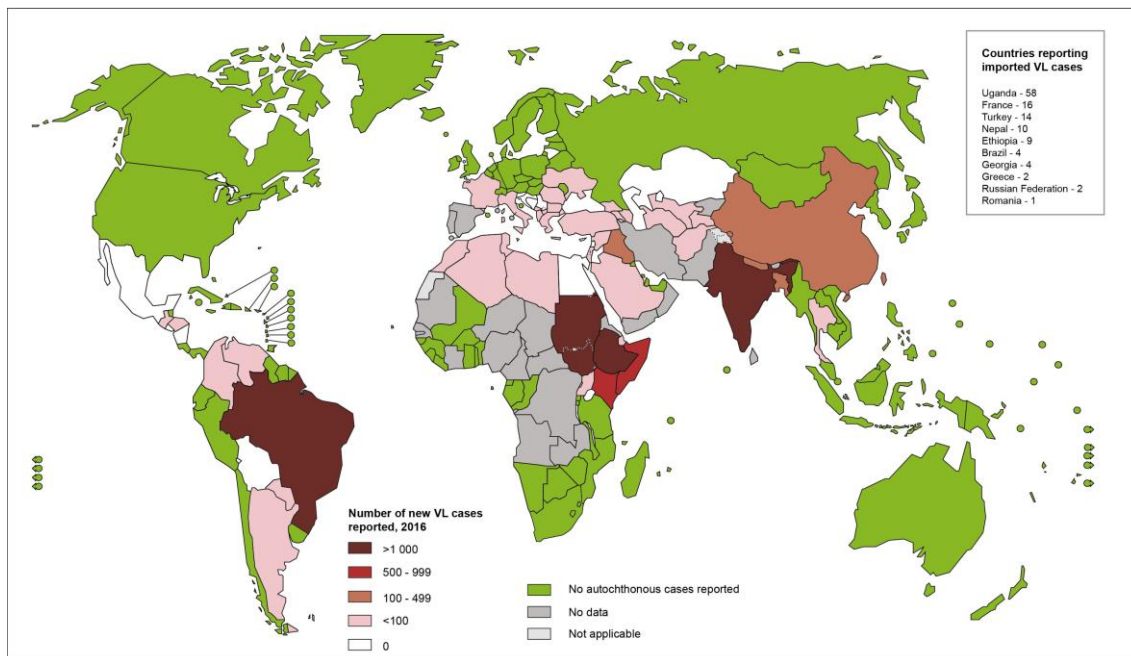 Countries reporting
imported VL cases
Uganda - 58
France - 16
Turkey - 14
Nepal - 10
Ethiopia - 9
Brazil - 4
Georgia - 4
Greece - 2
Russian Federation - 2
Romania - 1
Number of new VL cases
reported, 2016
>1 000
500 - 999
100 - 499
<100
0
No autochthonous cases reported
No data
Not applicable